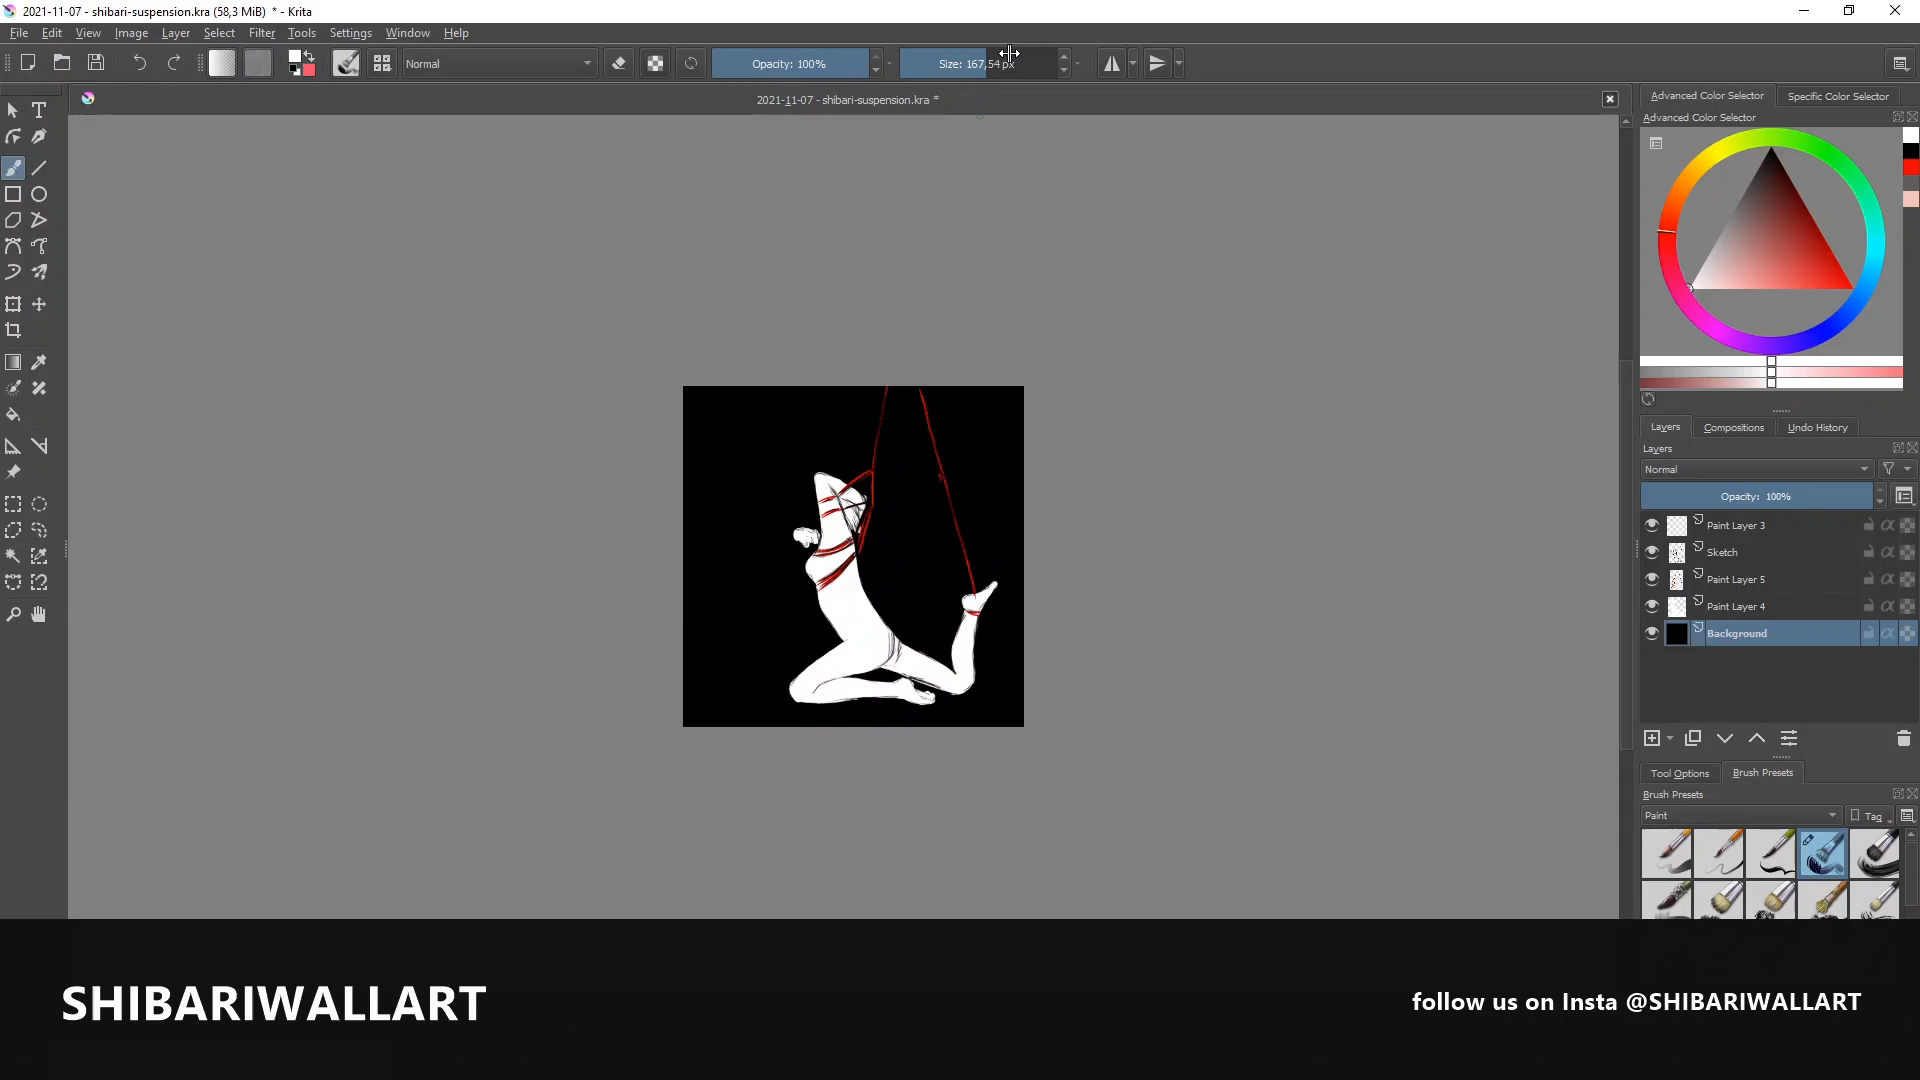 2021-11-07 - shibari-suspension.kra (58,3 MiB) * - Krita
File Edit View Image Layer Select Filter Tools Settings Window Help
Normal Opacity: 100% Size: 167,54 px
2021-11-07 - shibari-suspension.kra *
Advanced Color Selector Specific Color Selector
Advanced Color Selector
Layers Compositions Undo History
Layers
Normal
Opacity: 100%
Paint Layer 3
Sketch
Paint Layer 5
Paint Layer 4
Background
Tool Options Brush Presets
Brush Presets
Paint Tag
SHIBARIWALLART
follow us on Insta @SHIBARIWALLART